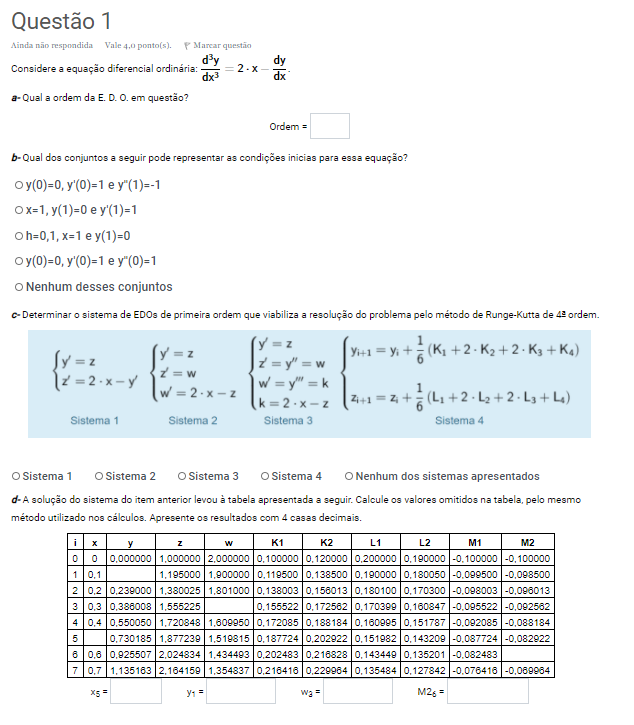 Questão 1
Ainda não respondida Vale 4,0 ponto(s). Marcar questão
Considere a equação diferencial ordinária: d³y/dx³ = 2·x − dy/dx.
a- Qual a ordem da E. D. O. em questão?
Ordem =
b- Qual dos conjuntos a seguir pode representar as condições inicias para essa equação?
y(0)=0, y'(0)=1 e y"(1)=-1
x=1, y(1)=0 e y'(1)=1
h=0,1, x=1 e y(1)=0
y(0)=0, y'(0)=1 e y"(0)=1
Nenhum desses conjuntos
c- Determinar o sistema de EDOs de primeira ordem que viabiliza a resolução do problema pelo método de Runge-Kutta de 4ª ordem.
{y' = z
z' = 2·x−y'
Sistema 1
{y' = z
z' = w
w' = 2·x−z
Sistema 2
{y' = z
z' = y'' = w
w' = y''' = k
k = 2·x−z
Sistema 3
{yi+1 = yi + 1/6 (K1+2·K2+2·K3+K4)
zi+1 = zi + 1/6 (L1+2·L2+2·L3+L4)
Sistema 4
Sistema 1 Sistema 2 Sistema 3 Sistema 4 Nenhum dos sistemas apresentados
d- A solução do sistema do item anterior levou à tabela apresentada a seguir. Calcule os valores omitidos na tabela, pelo mesmo
método utilizado nos cálculos. Apresente os resultados com 4 casas decimais.
i x y z w K1 K2 L1 L2 M1 M2
0 0 0,000000 1,000000 2,000000 0,100000 0,120000 0,200000 0,190000 -0,100000 -0,100000
1 0,1 1,195000 1,900000 0,119500 0,138500 0,190000 0,180050 -0,099500 -0,098500
2 0,2 0,239000 1,380025 1,801000 0,138003 0,156013 0,180100 0,170300 -0,098003 -0,096013
3 0,3 0,386008 1,555225 0,155522 0,172562 0,170399 0,160847 -0,095522 -0,092562
4 0,4 0,550050 1,720848 1,609950 0,172085 0,188184 0,160995 0,151787 -0,092085 -0,088184
5 0,730185 1,877239 1,519815 0,187724 0,202922 0,151982 0,143209 -0,087724 -0,082922
6 0,6 0,925507 2,024834 1,434493 0,202483 0,216828 0,143449 0,135201 -0,082483
7 0,7 1,135163 2,164159 1,354837 0,216416 0,229964 0,135484 0,127842 -0,076416 -0,069964
x5 = y1 = w3 = M26 =